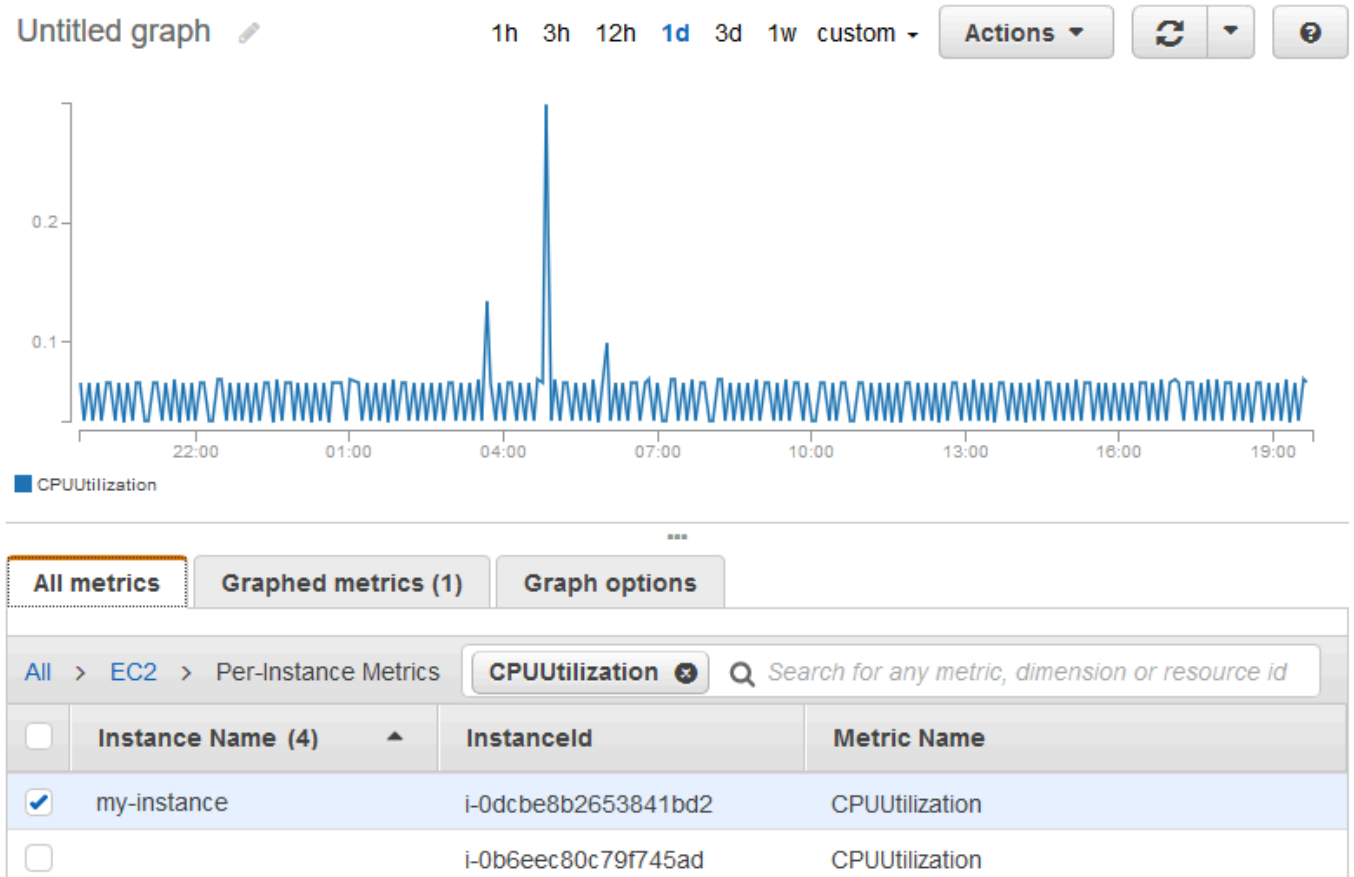 Untitled graph 1h 3h 12h 1d 3d 1w custom Actions
0.2
0.1
22:00 01:00 04:00 07:00 10:00 13:00 16:00 19:00
CPUUtilization
All metrics Graphed metrics (1) Graph options
All > EC2 > Per-Instance Metrics CPUUtilization Search for any metric, dimension or resource id
Instance Name (4) InstanceId Metric Name
my-instance i-0dcbe8b2653841bd2 CPUUtilization
i-0b6eec80c79f745ad CPUUtilization